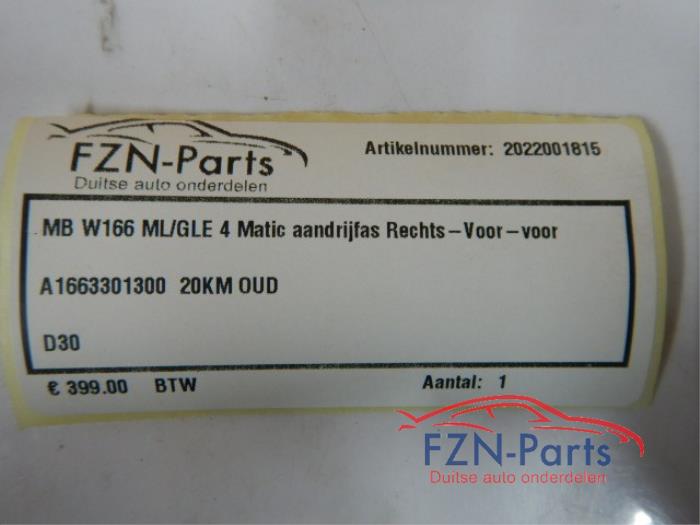 FZN-Parts
Duitse auto onderdelen
Artikelnummer: 2022001815
MB W166 ML/GLE 4 Matic aandrijfas Rechts-Voor-voor
A1663301300 20KM OUD
D30
€ 399.00 BTW
Aantal: 1
FZN-Parts
Duitse auto onderdelen